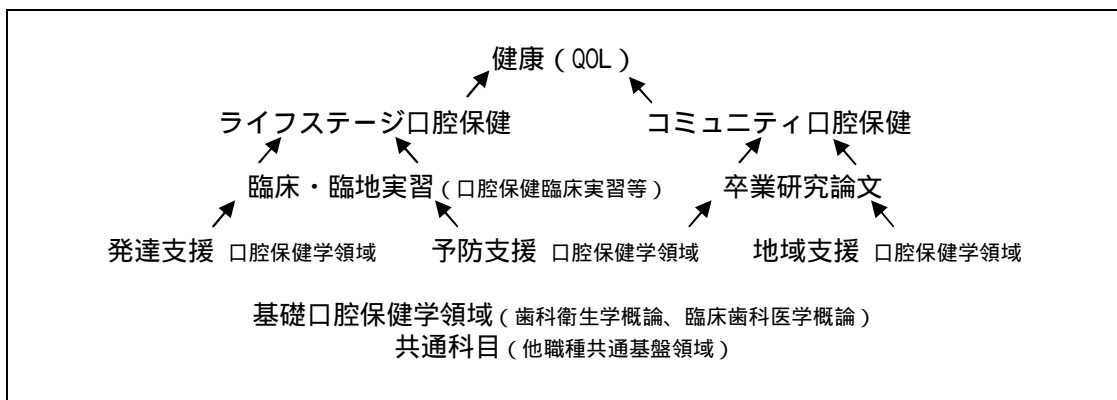 健康（QOL）
ライフステージ口腔保健 コミュニティ口腔保健
臨床・臨地実習（口腔保健臨床実習等） 卒業研究論文
発達支援 口腔保健学領域 予防支援 口腔保健学領域 地域支援 口腔保健学領域
基礎口腔保健学領域（歯科衛生学概論、臨床歯科医学概論）
共通科目（他職種共通基盤領域）